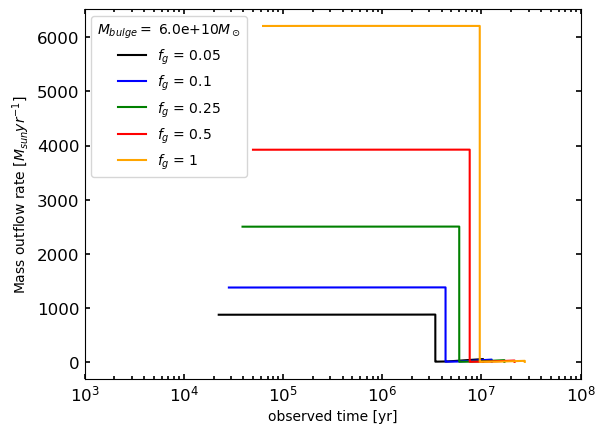 M_bulge = 6.0e+10M_⊙
f_g = 0.05
f_g = 0.1
f_g = 0.25
f_g = 0.5
f_g = 1
Mass outflow rate [M_sun yr^−1]
6000
5000
4000
3000
2000
1000
0
10^3 10^4 10^5 10^6 10^7 10^8
observed time [yr]